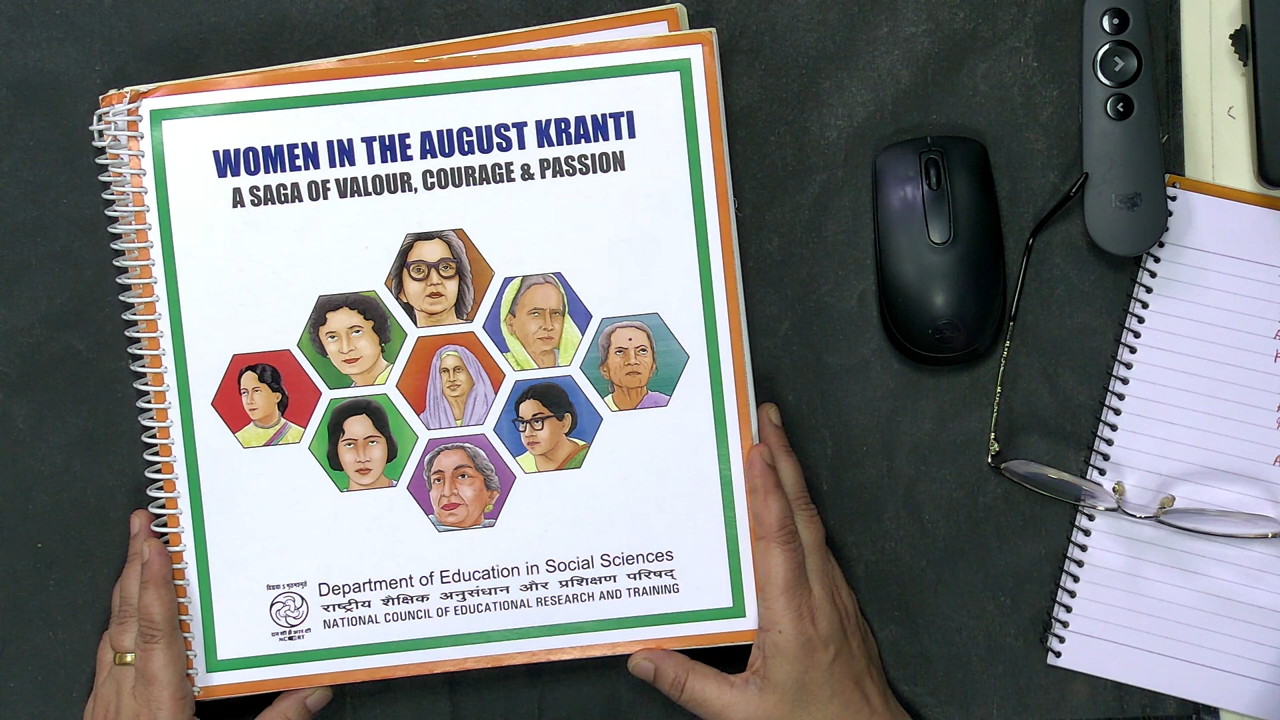 WOMEN IN THE AUGUST KRANTI
A SAGA OF VALOUR, COURAGE & PASSION
Department of Education in Social Sciences
राष्ट्रीय शैक्षिक अनुसंधान और प्रशिक्षण परिषद्
NATIONAL COUNCIL OF EDUCATIONAL RESEARCH AND TRAINING